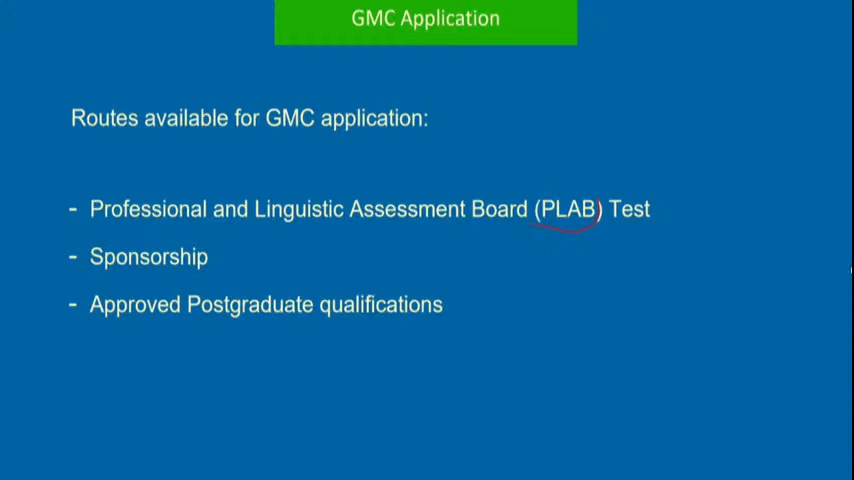 GMC Application
Routes available for GMC application:
- Professional and Linguistic Assessment Board (PLAB) Test
- Sponsorship
- Approved Postgraduate qualifications